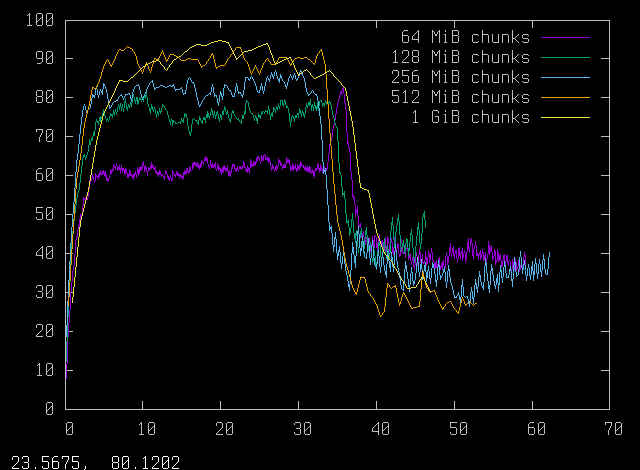 100
90
80
70
60
50
40
30
20
10
0
64 MiB chunks
128 MiB chunks
256 MiB chunks
512 MiB chunks
1 GiB chunks
0 10 20 30 40 50 60 70
23.5675, 80.1202